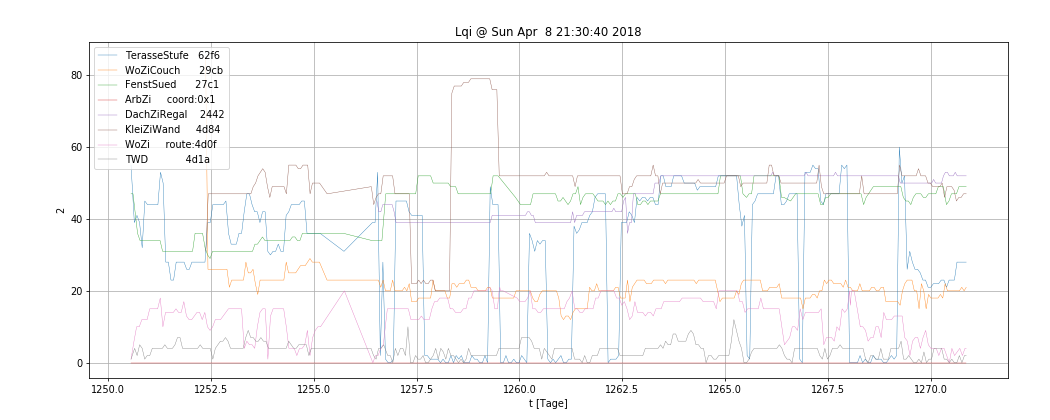 Lqi @ Sun Apr  8 21:30:40 2018
80
60
40
20
0
2
TerasseStufe   62f6
WoZiCouch      29cb
FenstSued      27c1
ArbZi     coord:0x1
DachZiRegal    2442
KleiZiWand     4d84
WoZi     route:4d0f
TWD            4d1a
1250.0 1252.5 1255.0 1257.5 1260.0 1262.5 1265.0 1267.5 1270.0
t [Tage]